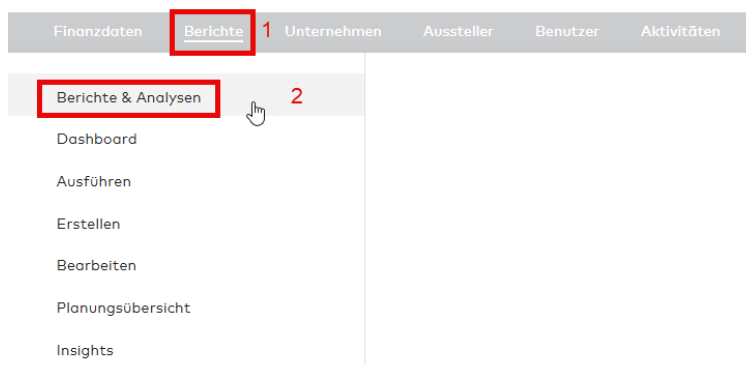 Finanzdaten Berichte 1 Unternehmen Aussteller Benutzer Aktivitäten
Berichte & Analysen 2
Dashboard
Ausführen
Erstellen
Bearbeiten
Planungsübersicht
Insights